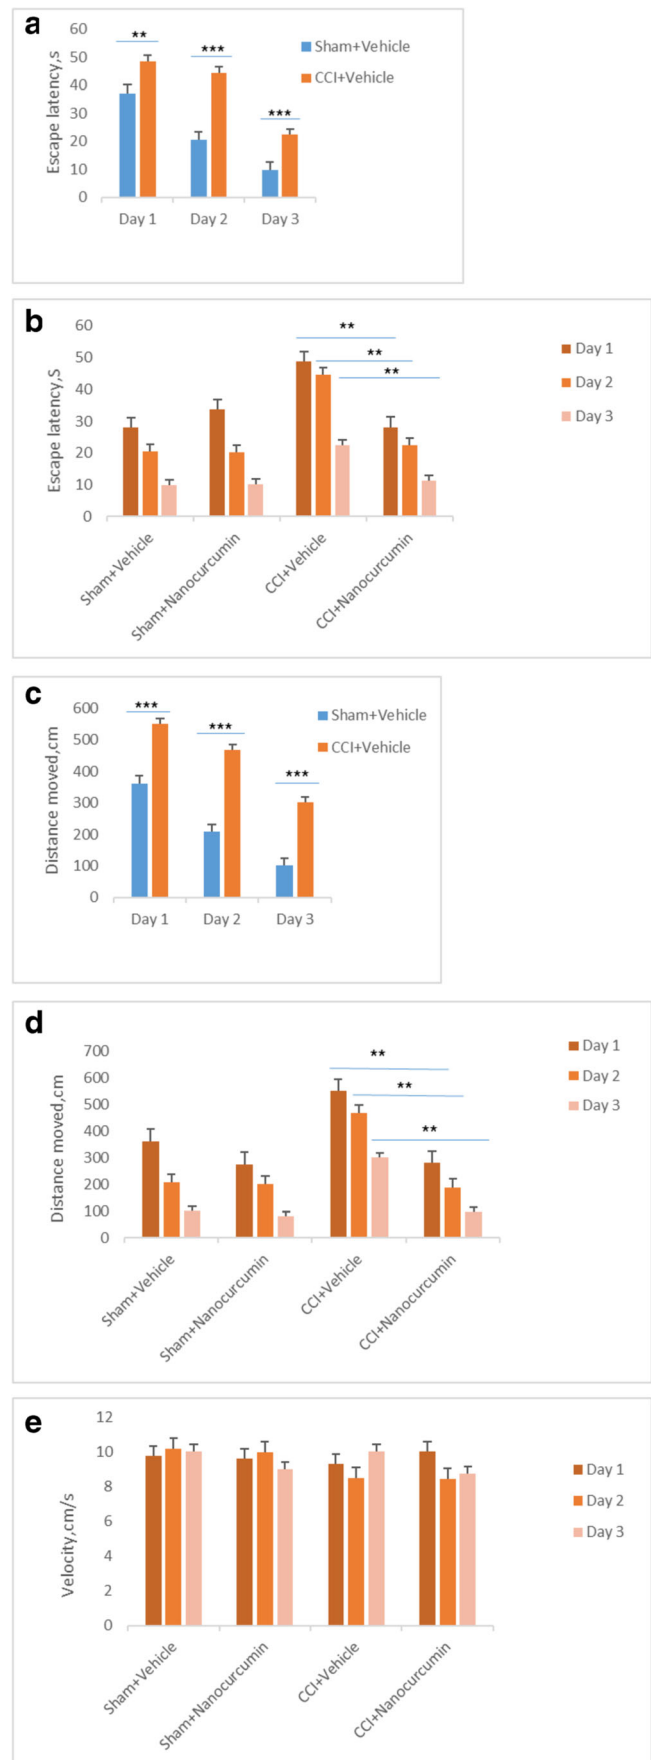 a
Escape latency,s
60
50
40
30
20
10
0
**
***
***
Sham+Vehicle
CCI+Vehicle
Day 1
Day 2
Day 3
b
Escape latency,s
60
50
40
30
20
10
0
**
**
**
Day 1
Day 2
Day 3
Sham+Vehicle
Sham+Nanocurcumin
CCI+Vehicle
CCI+Nanocurcumin
c
Distance moved,cm
600
500
400
300
200
100
0
***
***
***
Sham+Vehicle
CCI+Vehicle
Day 1
Day 2
Day 3
d
Distance moved,cm
700
600
500
400
300
200
100
0
**
**
**
Day 1
Day 2
Day 3
Sham+Vehicle
Sham+Nanocurcumin
CCI+Vehicle
CCI+Nanocurcumin
e
Velocity,cm/s
12
10
8
6
4
2
0
Day 1
Day 2
Day 3
Sham+Vehicle
Sham+Nanocurcumin
CCI+Vehicle
CCI+Nanocurcumin